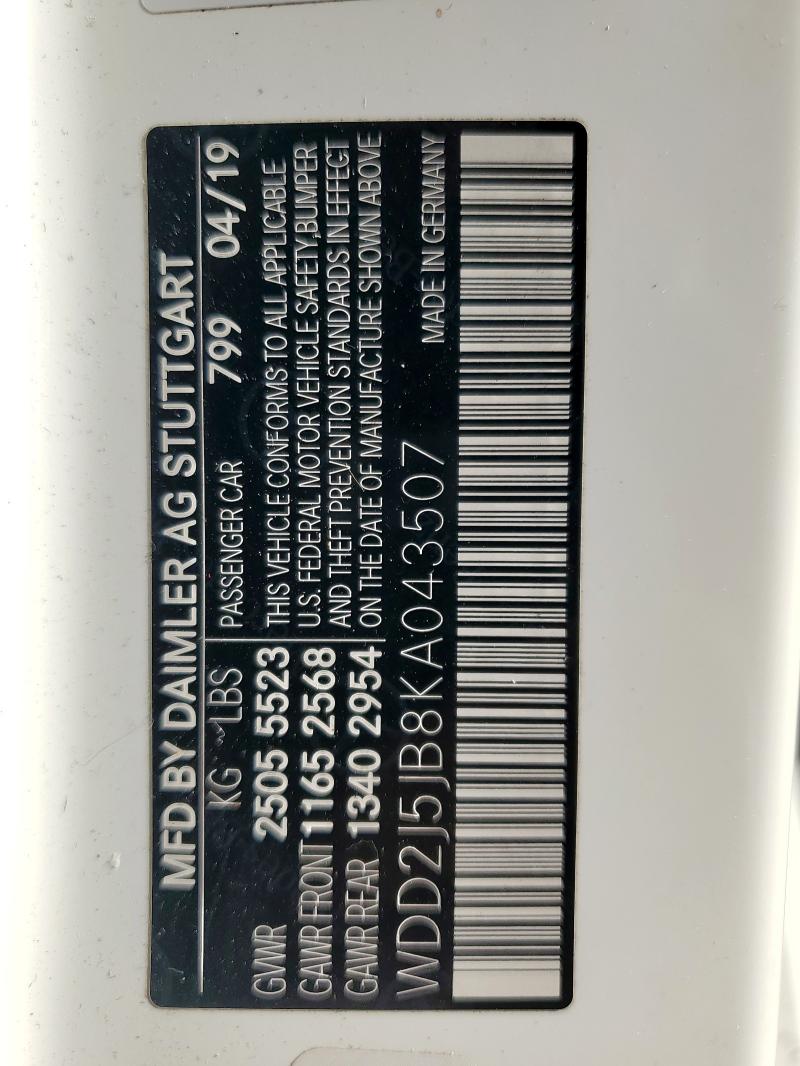 MFD BY DAIMLER AG STUTTGART
KG LBS
GVWR 2505 5523
GAWR FRONT 1165 2568
GAWR REAR 1340 2954
PASSENGER CAR 799 04/19
THIS VEHICLE CONFORMS TO ALL APPLICABLE
U.S. FEDERAL MOTOR VEHICLE SAFETY,BUMPER
AND THEFT PREVENTION STANDARDS IN EFFECT
ON THE DATE OF MANUFACTURE SHOWN ABOVE
WDD2J5JB8KA043507 MADE IN GERMANY